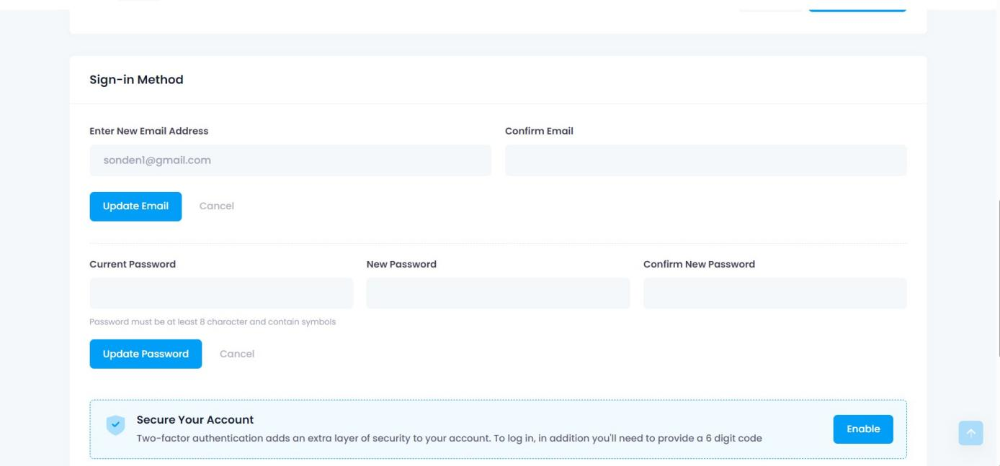 Sign-in Method
Enter New Email Address
Confirm Email
sonden1@gmail.com
Update Email
Cancel
Current Password
New Password
Confirm New Password
Password must be at least 8 character and contain symbols
Update Password
Cancel
Secure Your Account
Two-factor authentication adds an extra layer of security to your account. To log in, in addition you'll need to provide a 6 digit code
Enable